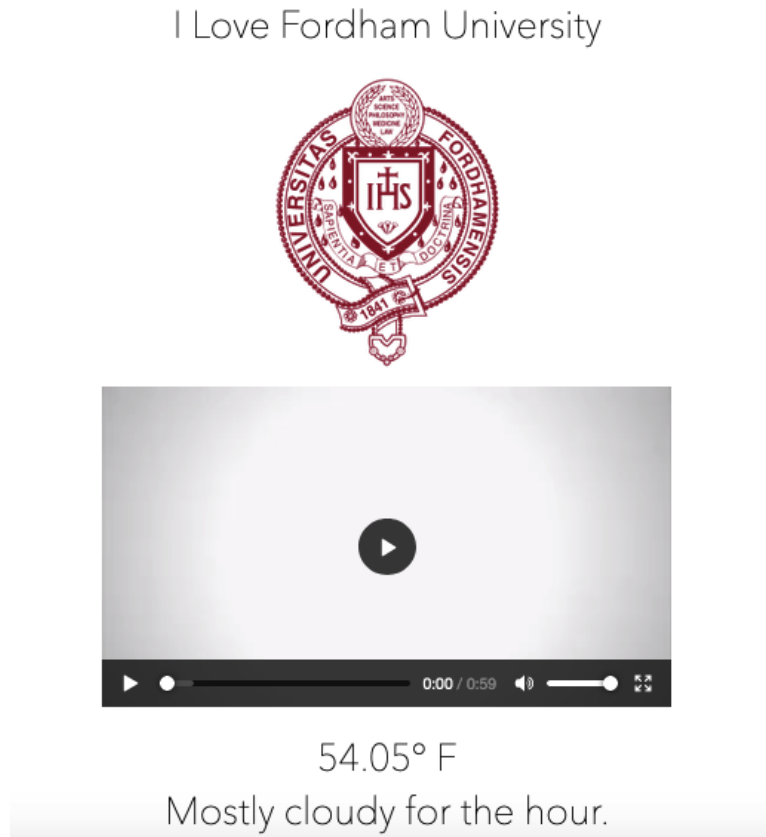 I Love Fordham University
ARTS
SCIENCE
PHILOSOPHY
MEDICINE
LAW
UNIVERSITAS FORDHAMENSIS
IHS
SAPIENTIA ET DOCTRINA
1841
0:00 / 0:59
54.05° F
Mostly cloudy for the hour.